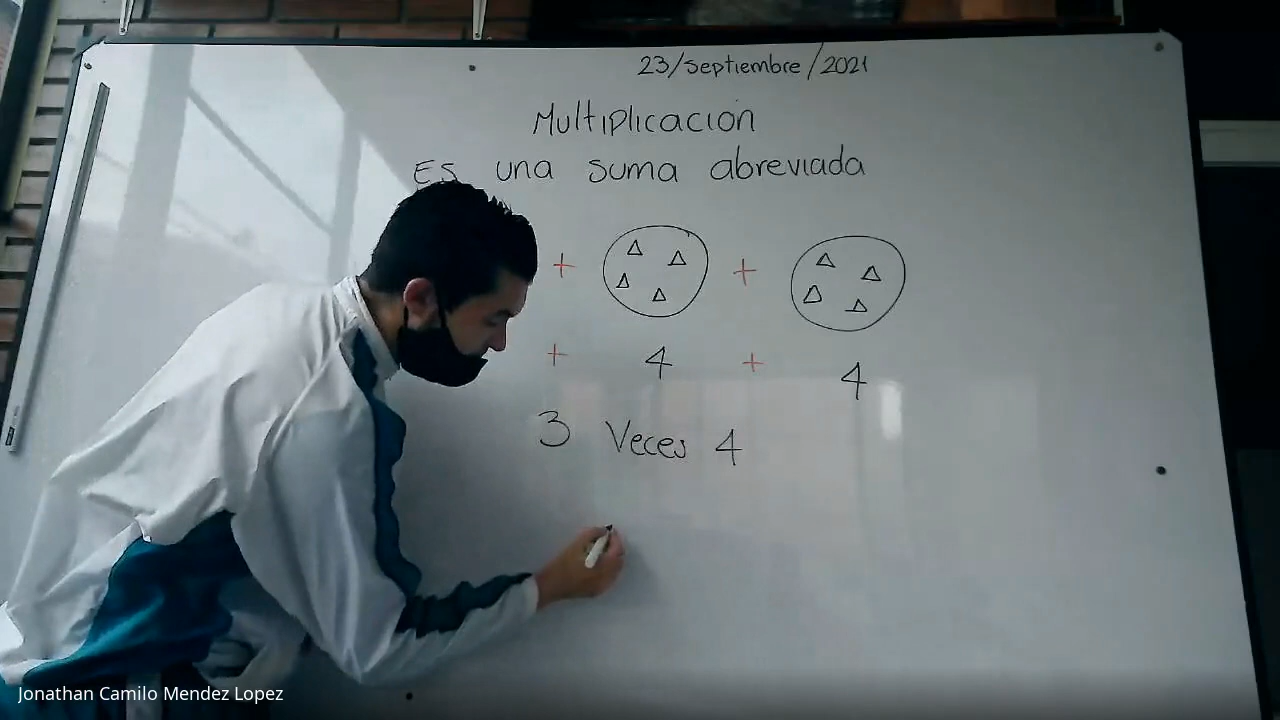 23/Septiembre/2021
Multiplicación
Es una suma abreviada
+ +
+ 4 + 4
3 Veces 4
Jonathan Camilo Mendez Lopez